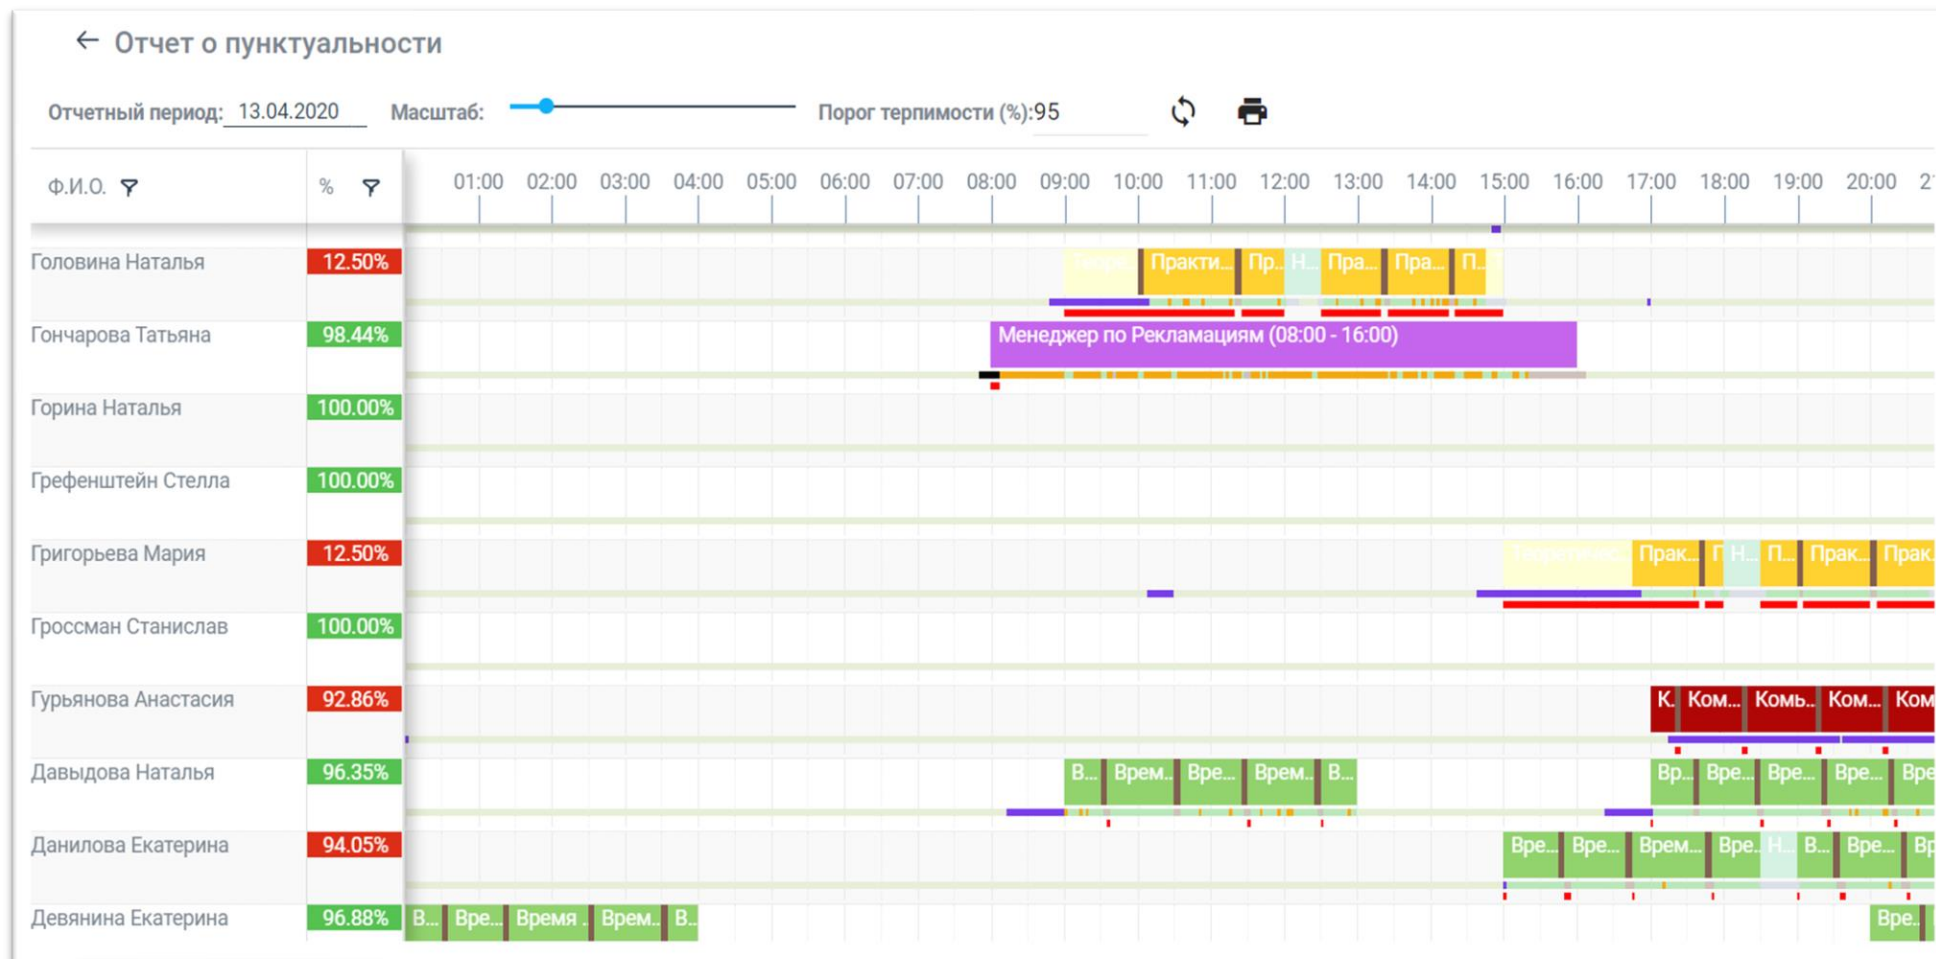 ← Отчет о пунктуальности
Отчетный период: 13.04.2020 Масштаб: Порог терпимости (%):95
Ф.И.О. % 01:00 02:00 03:00 04:00 05:00 06:00 07:00 08:00 09:00 10:00 11:00 12:00 13:00 14:00 15:00 16:00 17:00 18:00 19:00 20:00 2
Головина Наталья 12.50% Теоре... Практи... Пр... Н... Пра... Пра... П...
Гончарова Татьяна 98.44% Менеджер по Рекламациям (08:00 - 16:00)
Горина Наталья 100.00%
Грефенштейн Стелла 100.00%
Григорьева Мария 12.50% Теоретичес... Прак... П Н... П... Прак... Прак.
Гроссман Станислав 100.00%
Гурьянова Анастасия 92.86% К. Ком... Комь... Ком... Ком
Давыдова Наталья 96.35% В... Врем... Вре... Врем... В... Вр... Вре... Вре... Вре... Вре
Данилова Екатерина 94.05% Вре... Вре... Врем... Вре. Н... В... Вре... Вр
Девянина Екатерина 96.88% В... Вре... Время . Врем.. В.. Вре..